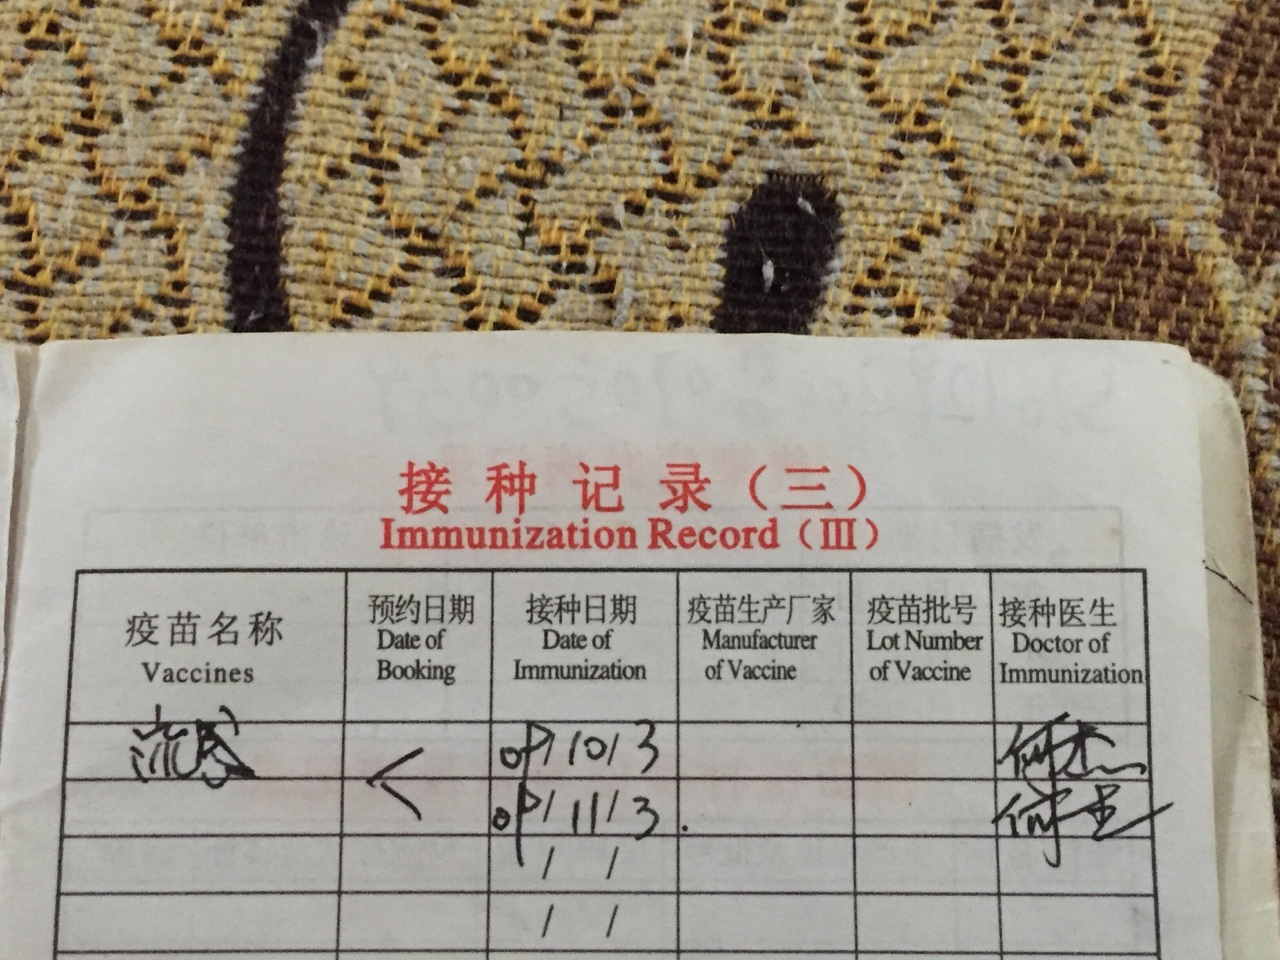 接种记录（三）
Immunization Record（III）
疫苗名称
Vaccines
预约日期
Date of
Booking
接种日期
Date of
Immunization
疫苗生产厂家
Manufacturer
of Vaccine
疫苗批号
Lot Number
of Vaccine
接种医生
Doctor of
Immunization
流感
09/10/3
09/11/3
/ /
/ /